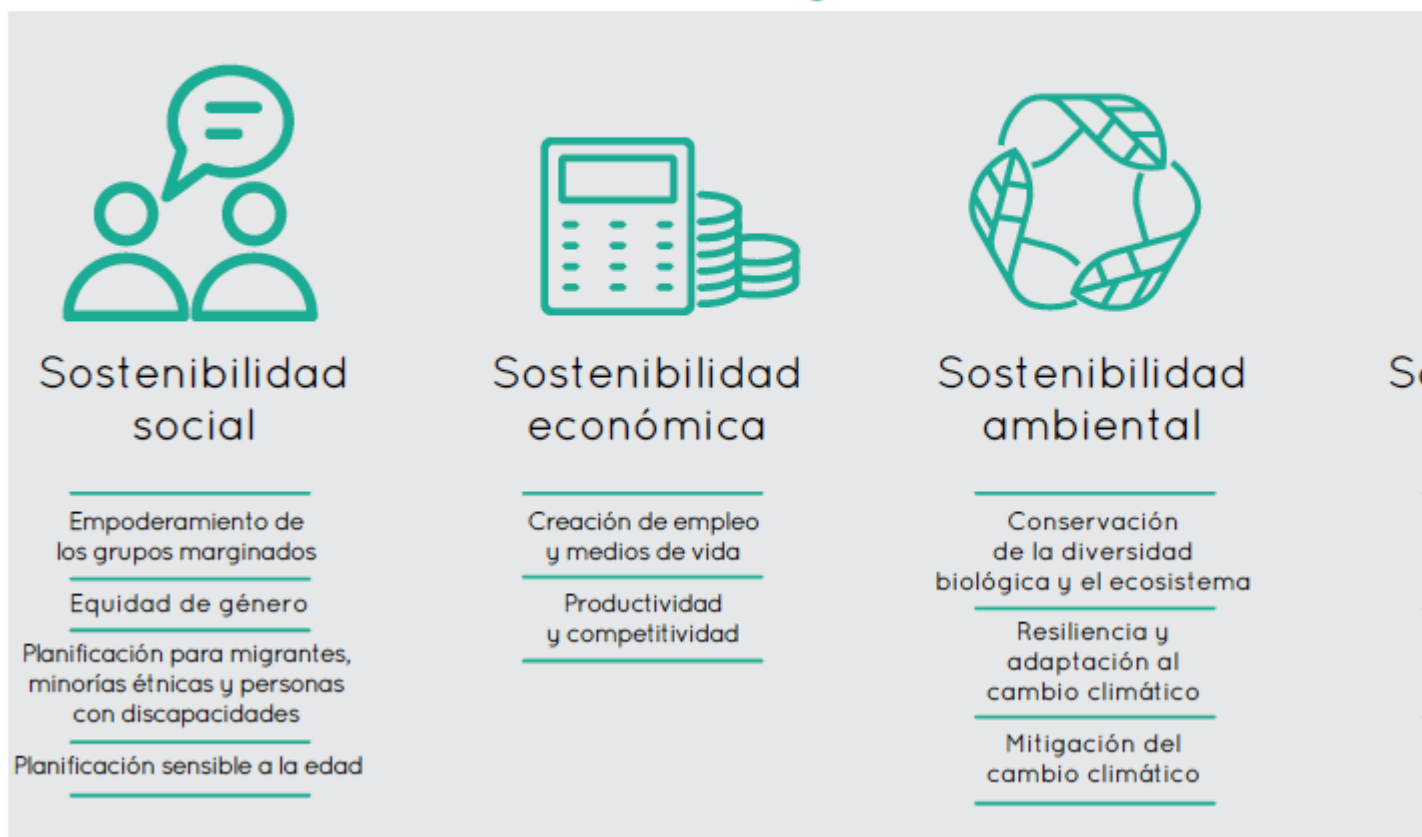 Sostenibilidad
social
Empoderamiento de
los grupos marginados
Equidad de género
Planificación para migrantes,
minorías étnicas y personas
con discapacidades
Planificación sensible a la edad
Sostenibilidad
económica
Creación de empleo
y medios de vida
Productividad
y competitividad
Sostenibilidad
ambiental
Conservación
de la diversidad
biológica y el ecosistema
Resiliencia y
adaptación al
cambio climático
Mitigación del
cambio climático